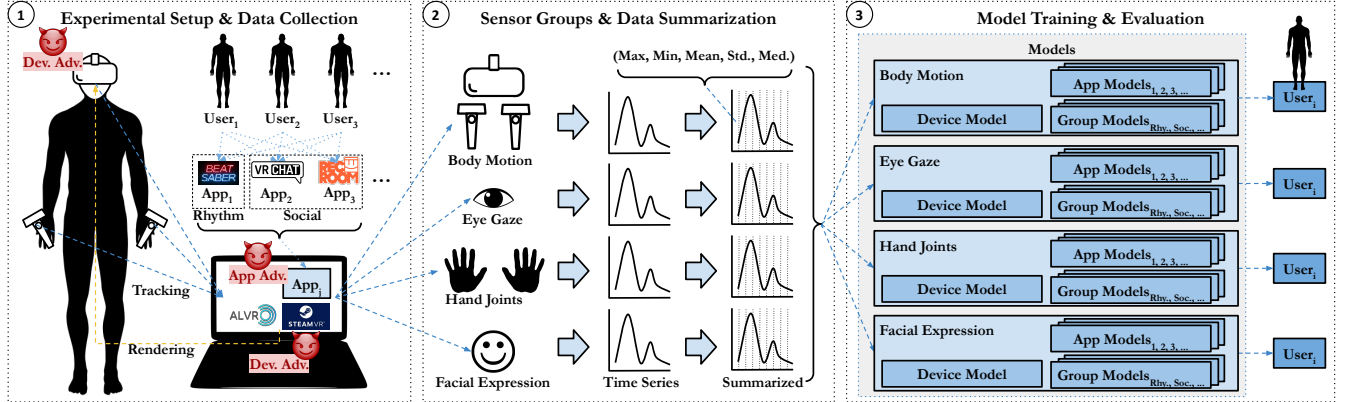 1 Experimental Setup & Data Collection
Dev. Adv.
User1 User2 User3
...
BEAT SABER
VRCHAT
REC ROOM
App1 App2 App3
...
Rhythm Social
App Adv.
Appj
Tracking
ALVR
STEAMVR
Rendering
Dev. Adv.
2 Sensor Groups & Data Summarization
(Max, Min, Mean, Std., Med.)
Body Motion
Eye Gaze
Hand Joints
Facial Expression
Time Series
Summarized
3 Model Training & Evaluation
Models
Body Motion
App Models1, 2, 3, ...
Device Model
Group ModelsRhy., Soc., ...
Useri
Eye Gaze
App Models1, 2, 3, ...
Device Model
Group ModelsRhy., Soc., ...
Useri
Hand Joints
App Models1, 2, 3, ...
Device Model
Group ModelsRhy., Soc., ...
Useri
Facial Expression
App Models1, 2, 3, ...
Device Model
Group ModelsRhy., Soc., ...
Useri